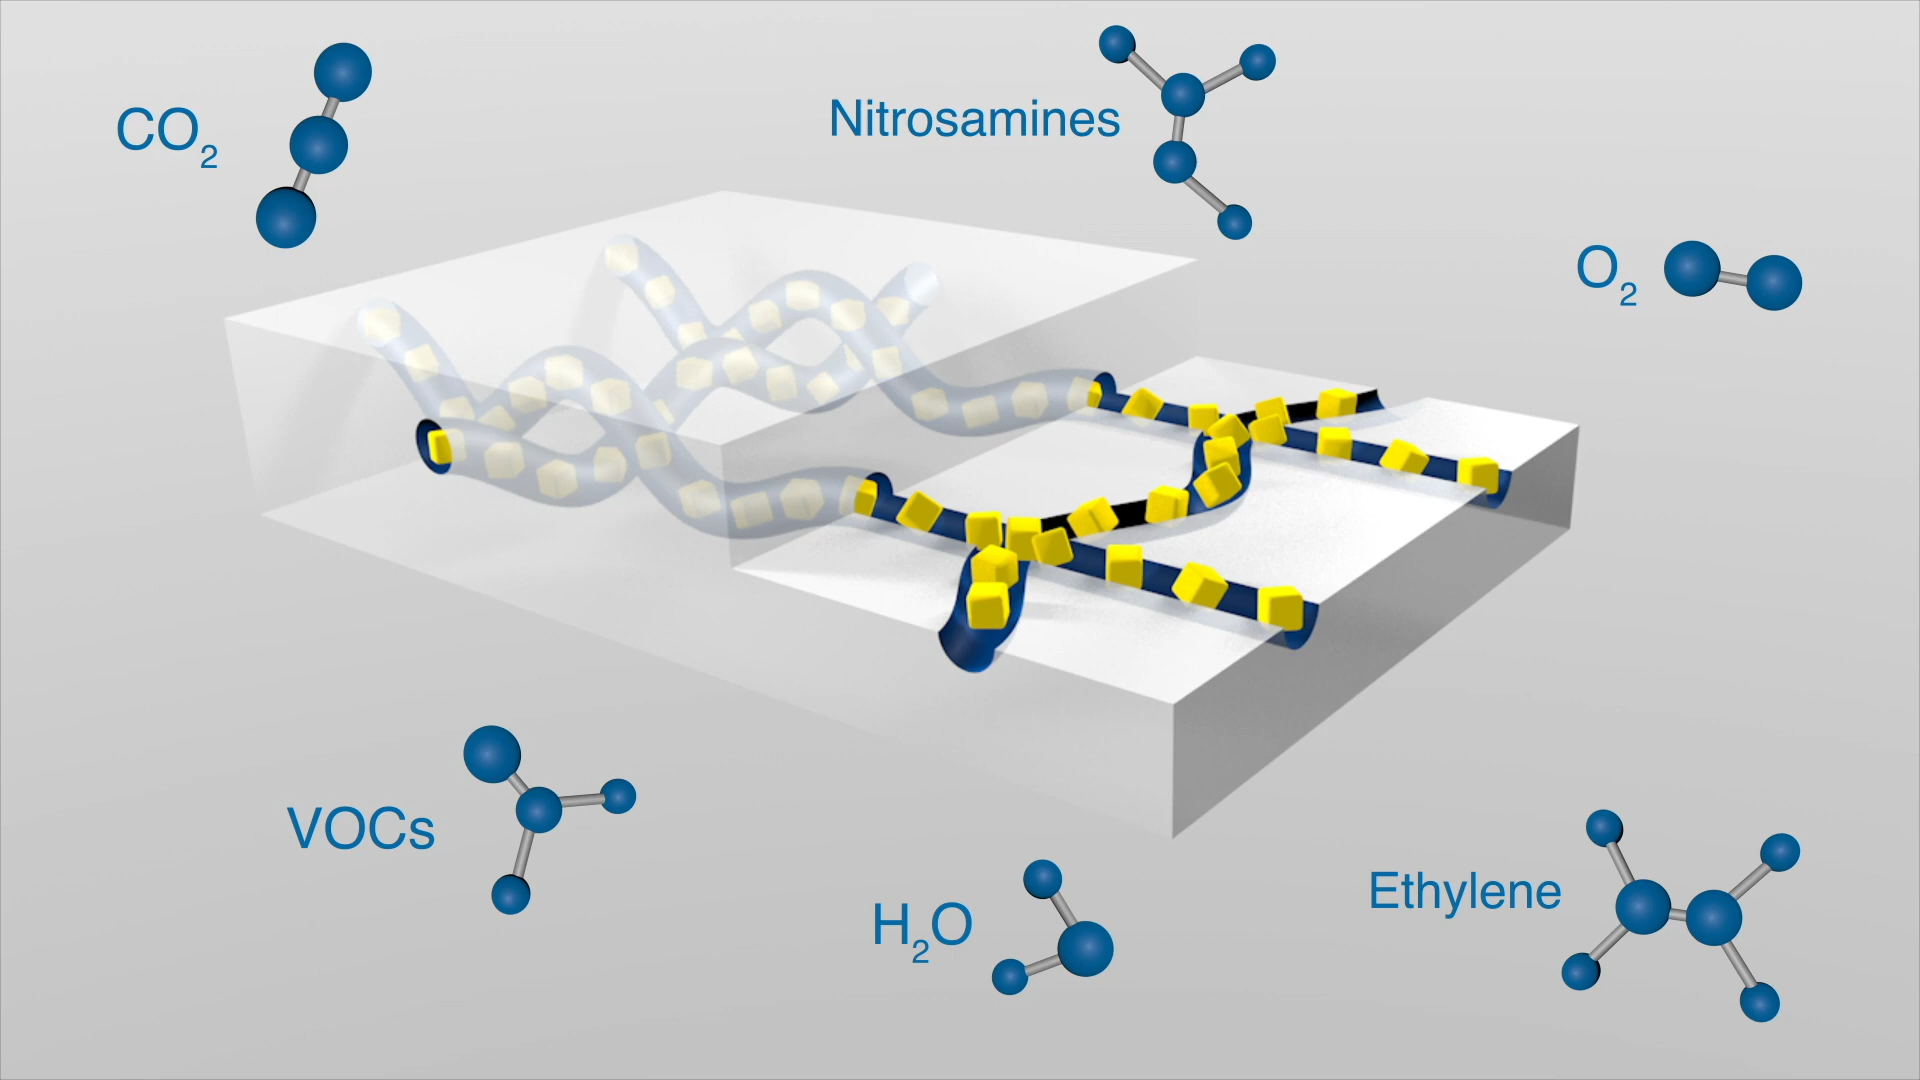 CO₂
Nitrosamines
O₂
VOCs
H₂O
Ethylene